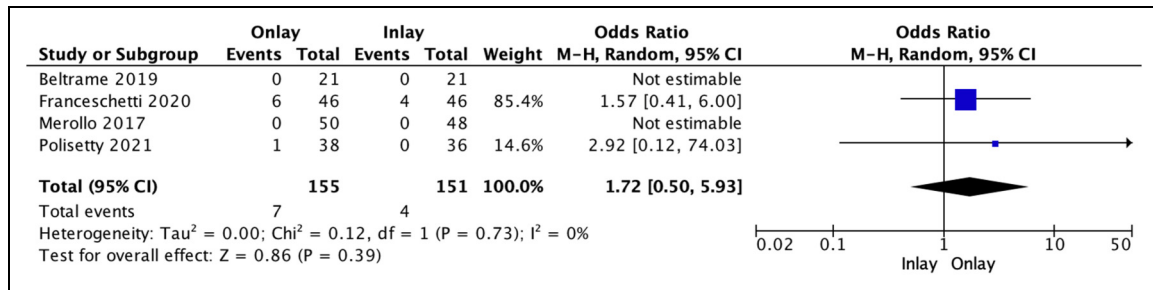 Onlay Inlay Odds Ratio Odds Ratio
Study or Subgroup Events Total Events Total Weight M-H, Random, 95% CI M-H, Random, 95% CI
Beltrame 2019 0 21 0 21 Not estimable
Franceschetti 2020 6 46 4 46 85.4% 1.57 [0.41, 6.00]
Merollo 2017 0 50 0 48 Not estimable
Polisetty 2021 1 38 0 36 14.6% 2.92 [0.12, 74.03]
Total (95% CI) 155 151 100.0% 1.72 [0.50, 5.93]
Total events 7 4
Heterogeneity: Tau² = 0.00; Chi² = 0.12, df = 1 (P = 0.73); I² = 0%
Test for overall effect: Z = 0.86 (P = 0.39)
0.02 0.1 1 10 50
Inlay Onlay